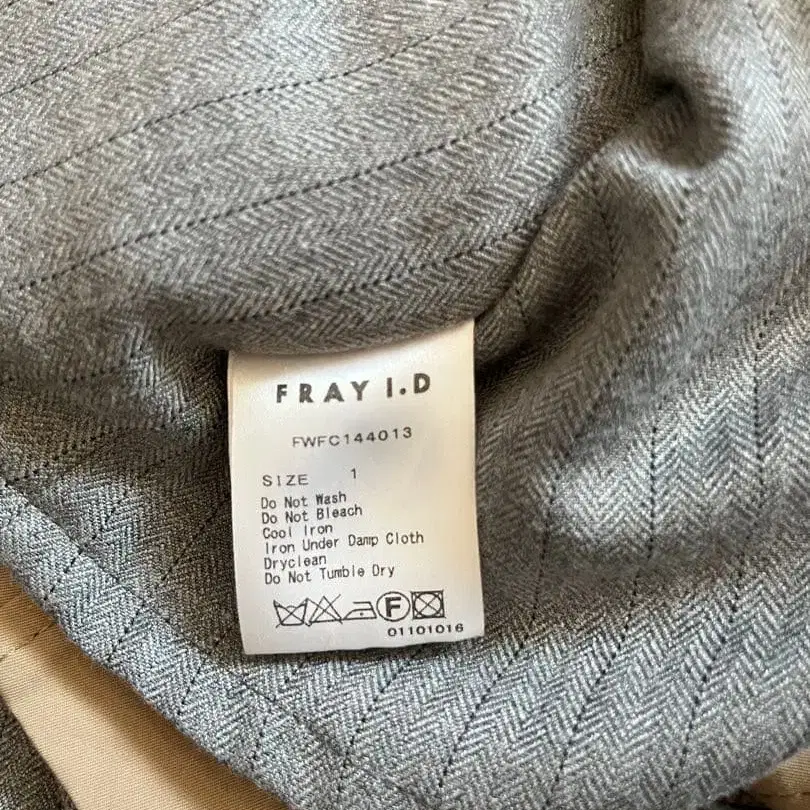 FRAY I.D
FWFC144013
SIZE 1
Do Not Wash
Do Not Bleach
Cool Iron
Iron Under Damp Cloth
Dryclean
Do Not Tumble Dry
F
01101016